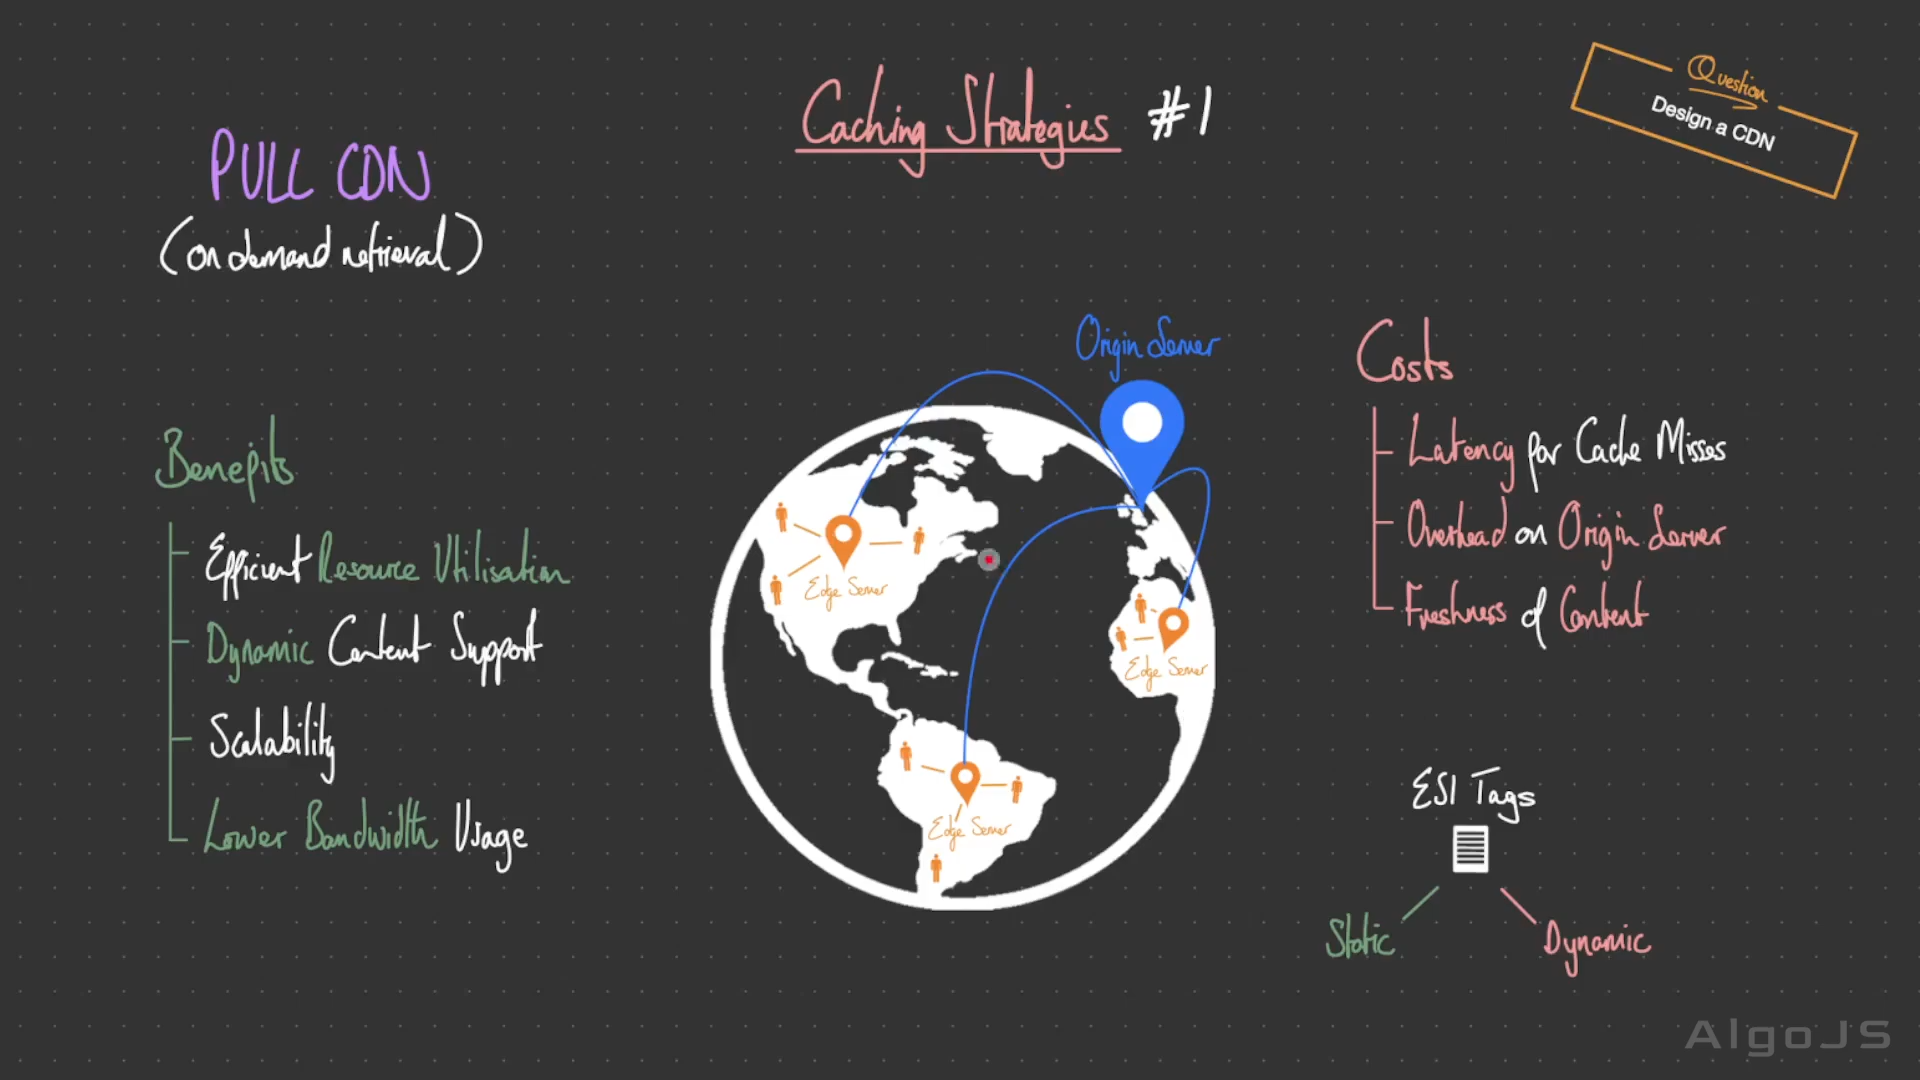 Caching Strategies #1
Question
Design a CDN
PULL CDN
(on demand retrieval)
Origin Server
Costs
Latency for Cache Misses
Overhead on Origin Server
Freshness of Content
Benefits
Efficient Resource Utilisation
Dynamic Content Support
Scalability
Lower Bandwidth Usage
Edge Server
Edge Server
Edge Server
ESI Tags
Static
Dynamic
AlgoJS